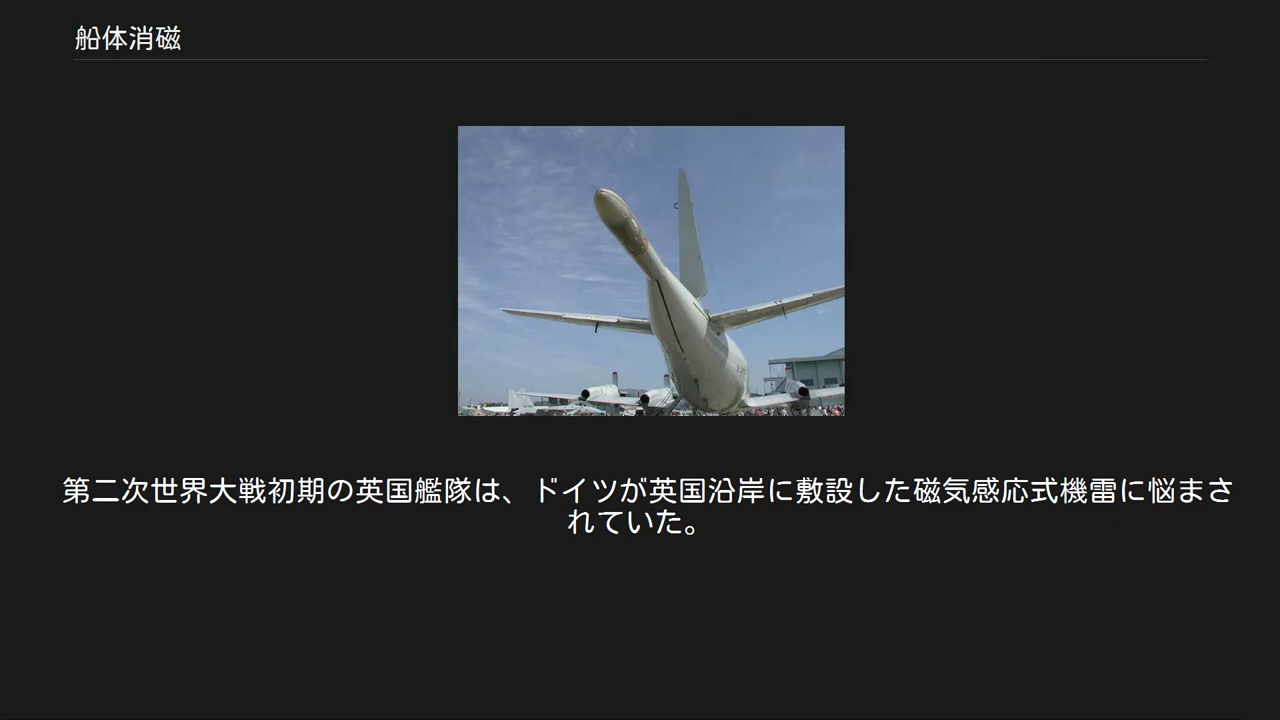 船体消磁
第二次世界大戦初期の英国艦隊は、ドイツが英国沿岸に敷設した磁気感応式機雷に悩まさ
れていた。